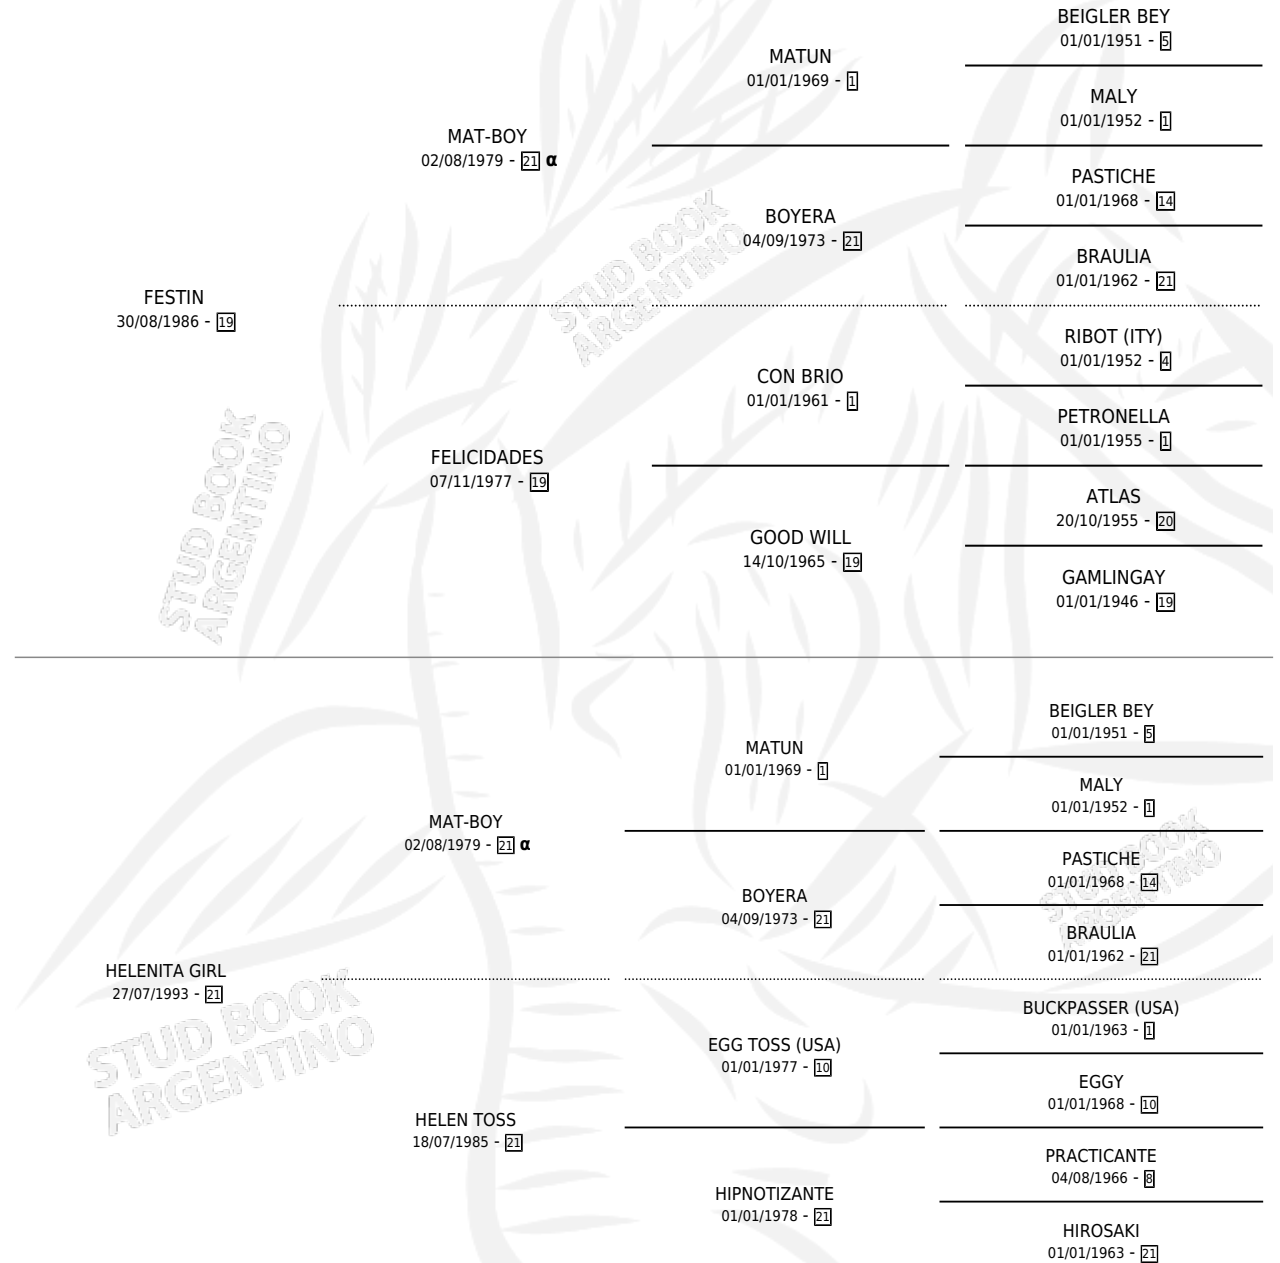 BEIGLER BEY
01/01/1951 - 5
MATUN
01/01/1969 - 1
MALY
01/01/1952 - 1
MAT-BOY
02/08/1979 - 21 α
PASTICHE
01/01/1968 - 14
BOYERA
04/09/1973 - 21
BRAULIA
01/01/1962 - 21
FESTIN
30/08/1986 - 19
RIBOT (ITY)
01/01/1952 - 4
CON BRIO
01/01/1961 - 1
PETRONELLA
01/01/1955 - 1
FELICIDADES
07/11/1977 - 19
ATLAS
20/10/1955 - 20
GOOD WILL
14/10/1965 - 19
GAMLINGAY
01/01/1946 - 19
STUD BOOK
ARGENTINO
STUD BOOK
ARGENTINO
BEIGLER BEY
01/01/1951 - 5
MATUN
01/01/1969 - 1
MALY
01/01/1952 - 1
MAT-BOY
02/08/1979 - 21 α
PASTICHE
01/01/1968 - 14
BOYERA
04/09/1973 - 21
BRAULIA
01/01/1962 - 21
HELENITA GIRL
27/07/1993 - 21
BUCKPASSER (USA)
01/01/1963 - 1
EGG TOSS (USA)
01/01/1977 - 10
EGGY
01/01/1968 - 10
HELEN TOSS
18/07/1985 - 21
PRACTICANTE
04/08/1966 - 8
HIPNOTIZANTE
01/01/1978 - 21
HIROSAKI
01/01/1963 - 21
STUD BOOK
ARGENTINO
STUD BOOK
ARGENTINO